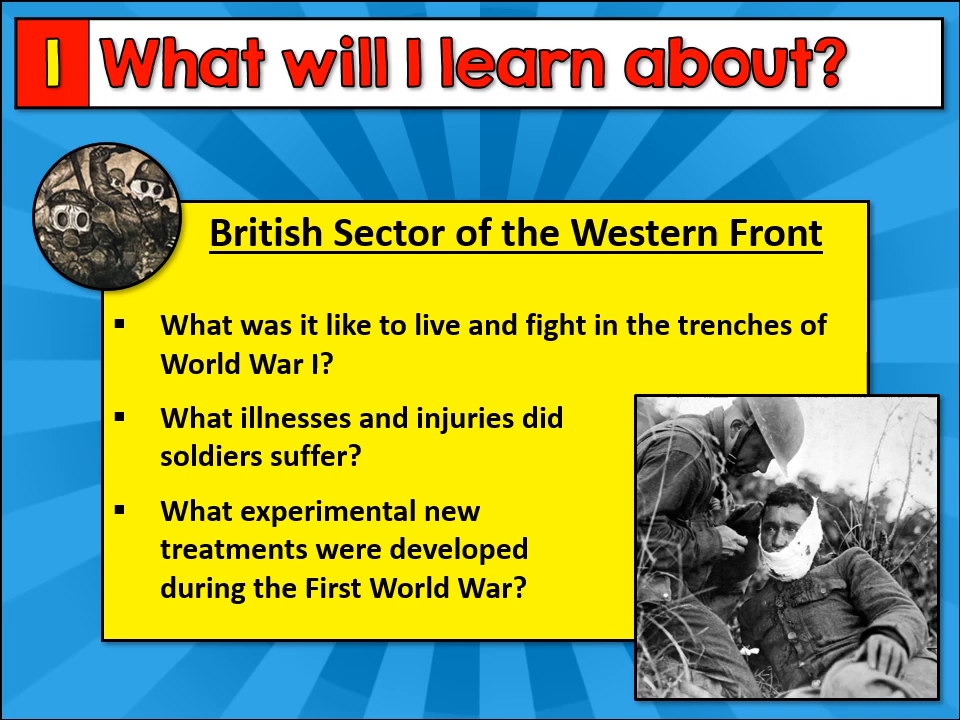 1 What will I learn about?
British Sector of the Western Front
▪ What was it like to live and fight in the trenches of
World War I?
▪ What illnesses and injuries did
soldiers suffer?
▪ What experimental new
treatments were developed
during the First World War?